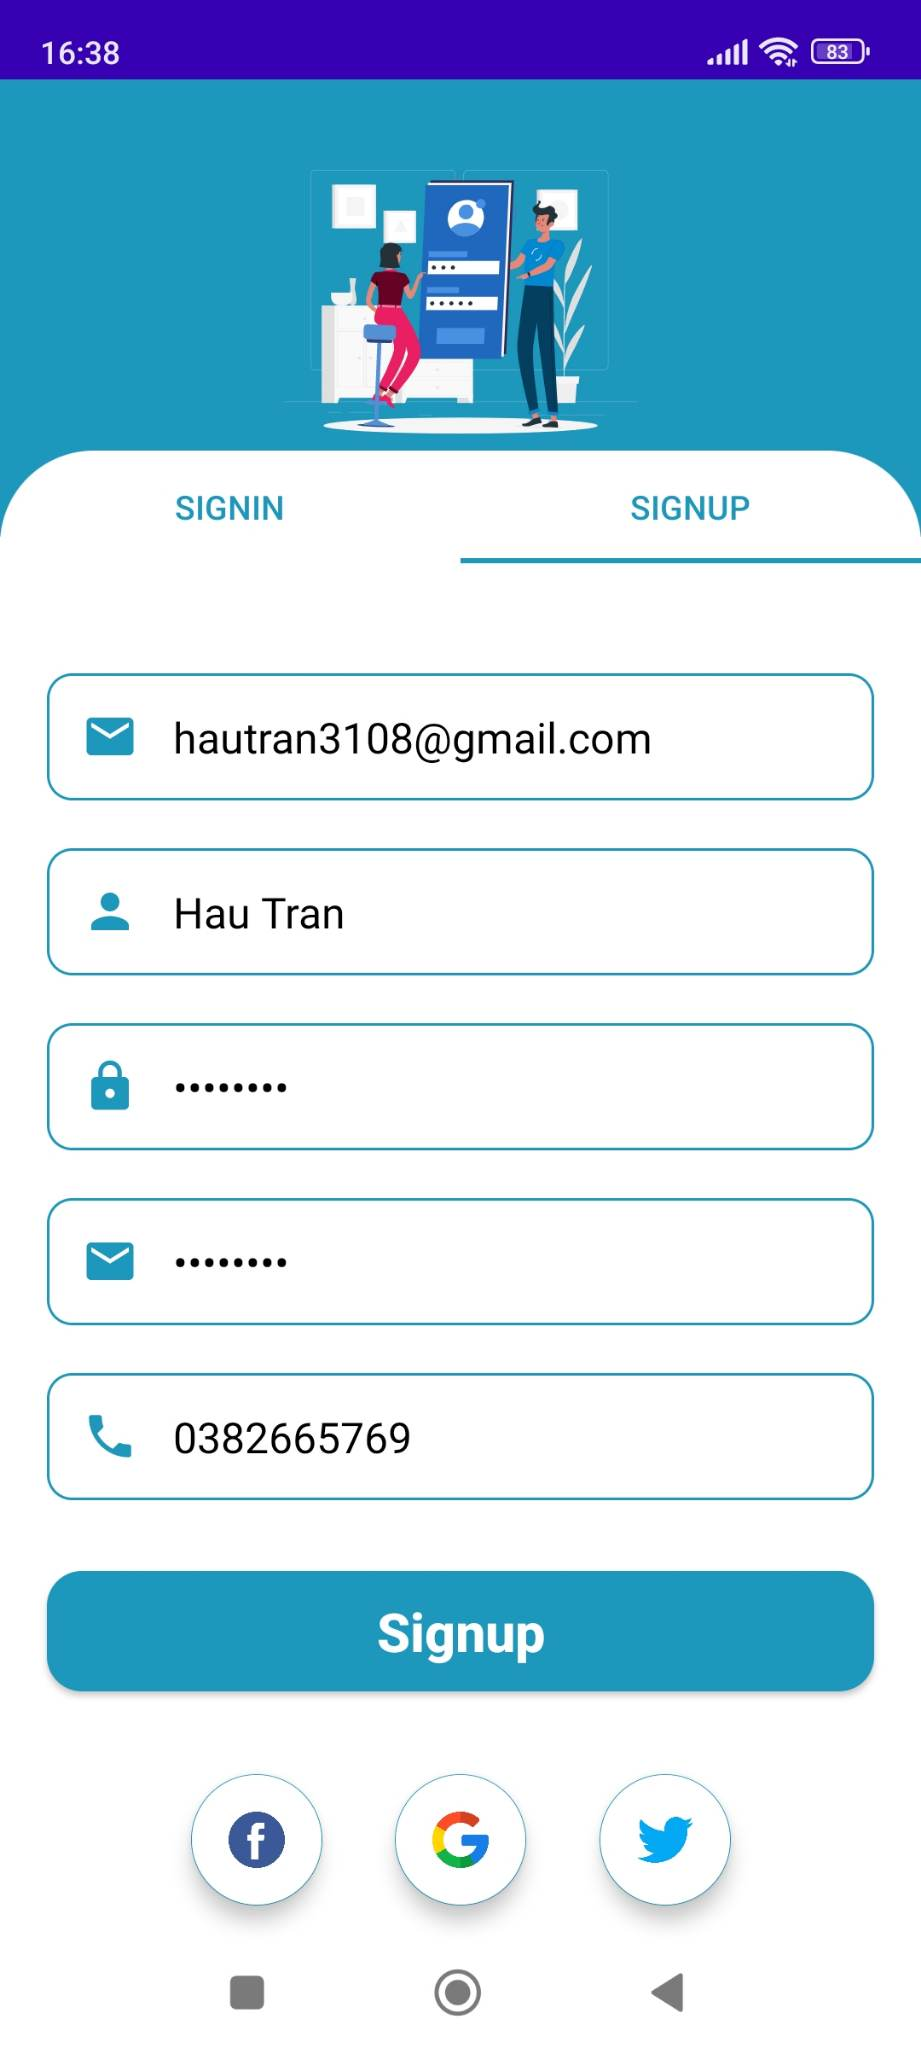 16:38
83
SIGNIN
SIGNUP
hautran3108@gmail.com
Hau Tran
••••••••
••••••••
0382665769
Signup